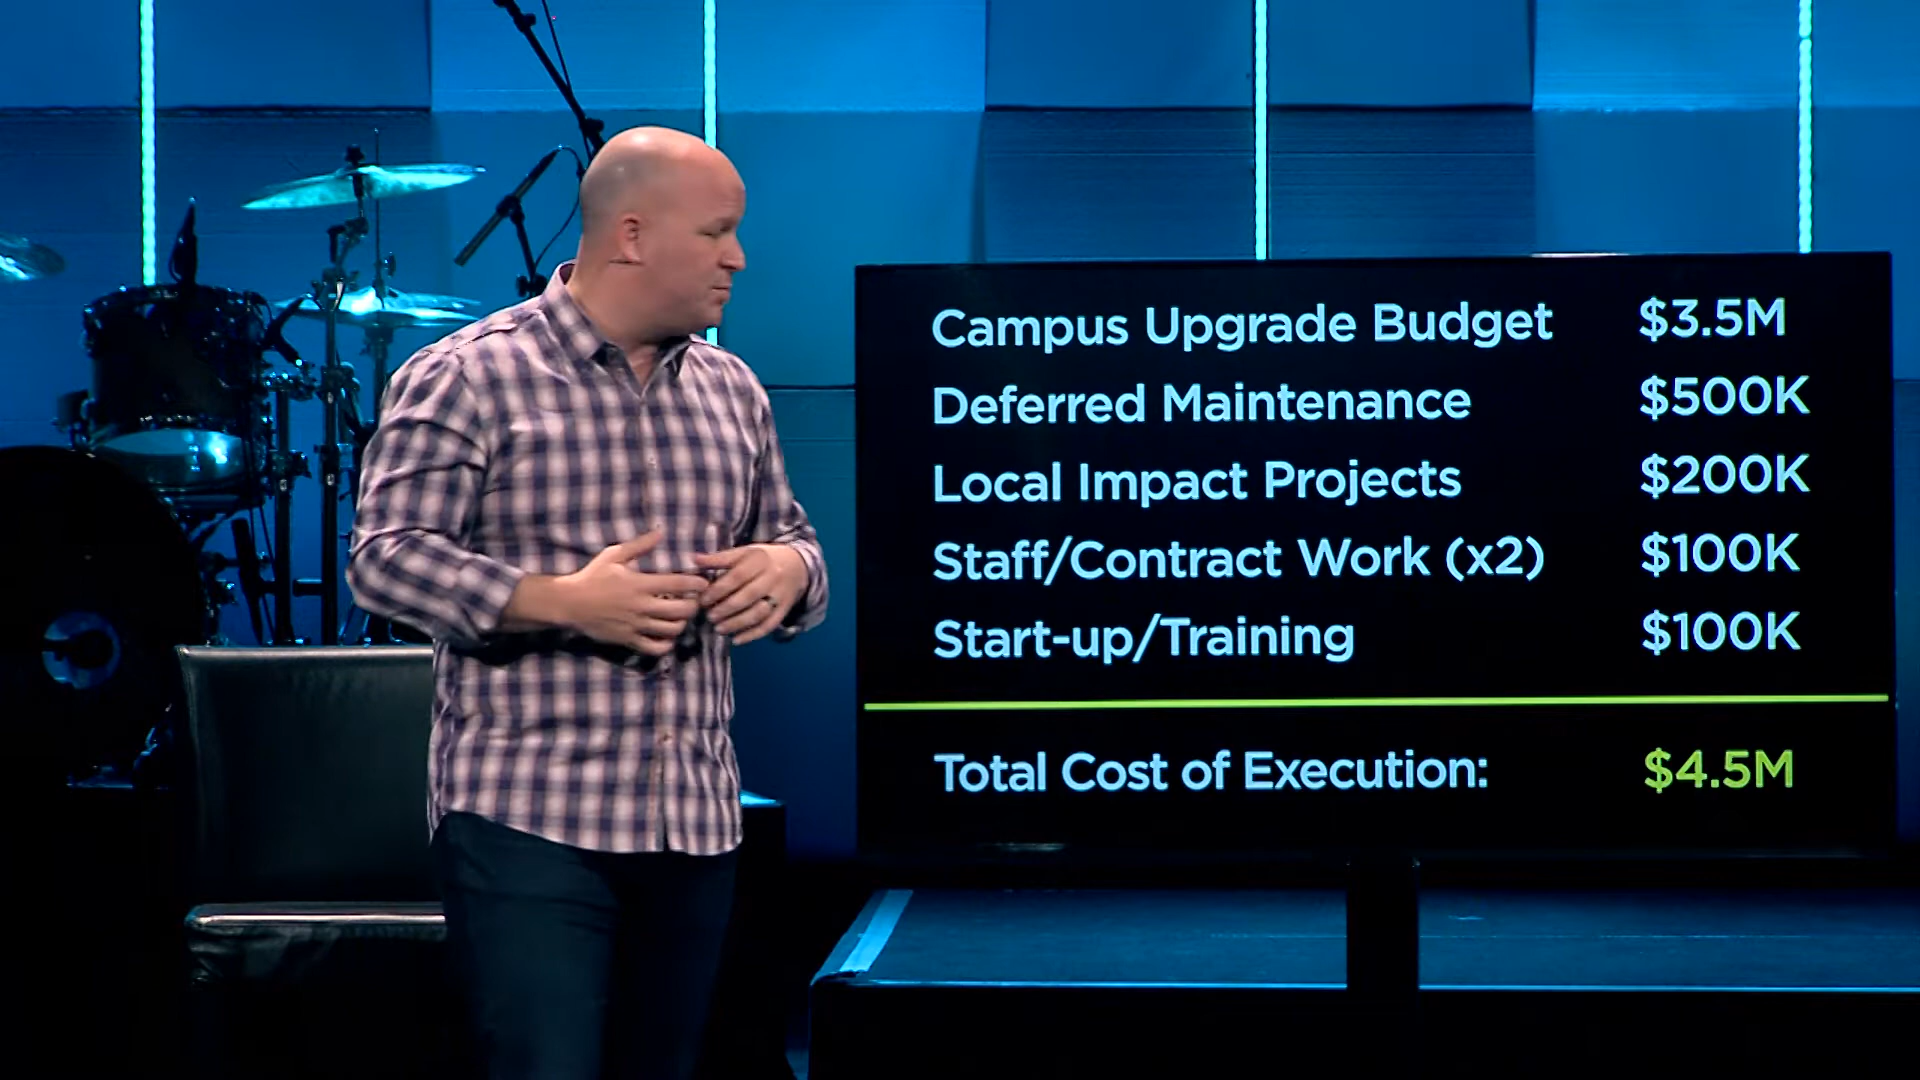 Campus Upgrade Budget $3.5M
Deferred Maintenance $500K
Local Impact Projects $200K
Staff/Contract Work (x2) $100K
Start-up/Training $100K
Total Cost of Execution: $4.5M